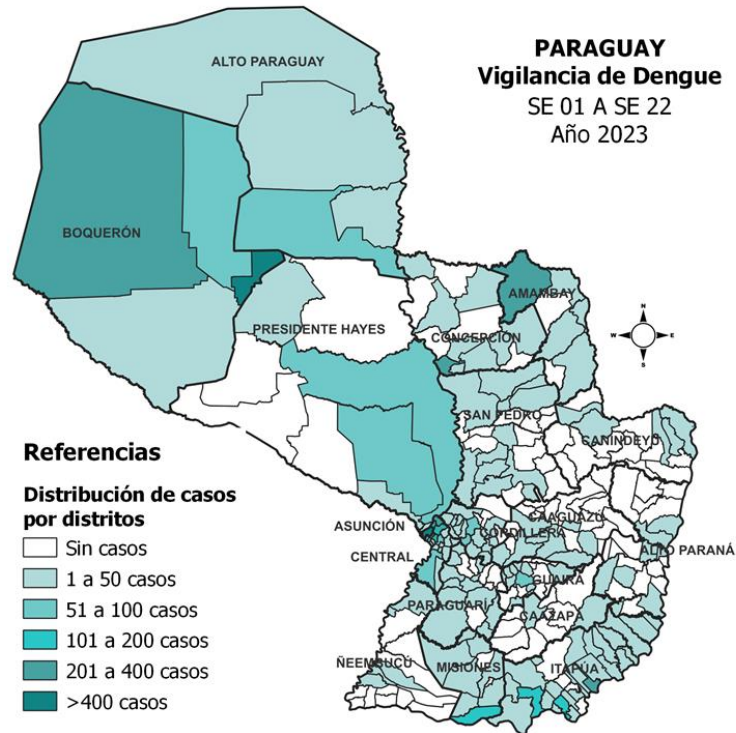 PARAGUAY
Vigilancia de Dengue
SE 01 A SE 22
Año 2023
ALTO PARAGUAY
BOQUERÓN
AMAMBAY
N
W E
S
PRESIDENTE HAYES
CONCEPCIÓN
SAN PEDRO
CANINDEYÚ
Referencias
Distribución de casos
por distritos
Sin casos
1 a 50 casos
51 a 100 casos
101 a 200 casos
201 a 400 casos
>400 casos
ASUNCIÓN
CENTRAL
CAAGUAZÚ
CORDILLERA
ALTO PARANÁ
GUAIRÁ
PARAGUARÍ
CAAZAPÁ
ÑEEMBUCÚ
MISIONES
ITAPÚA